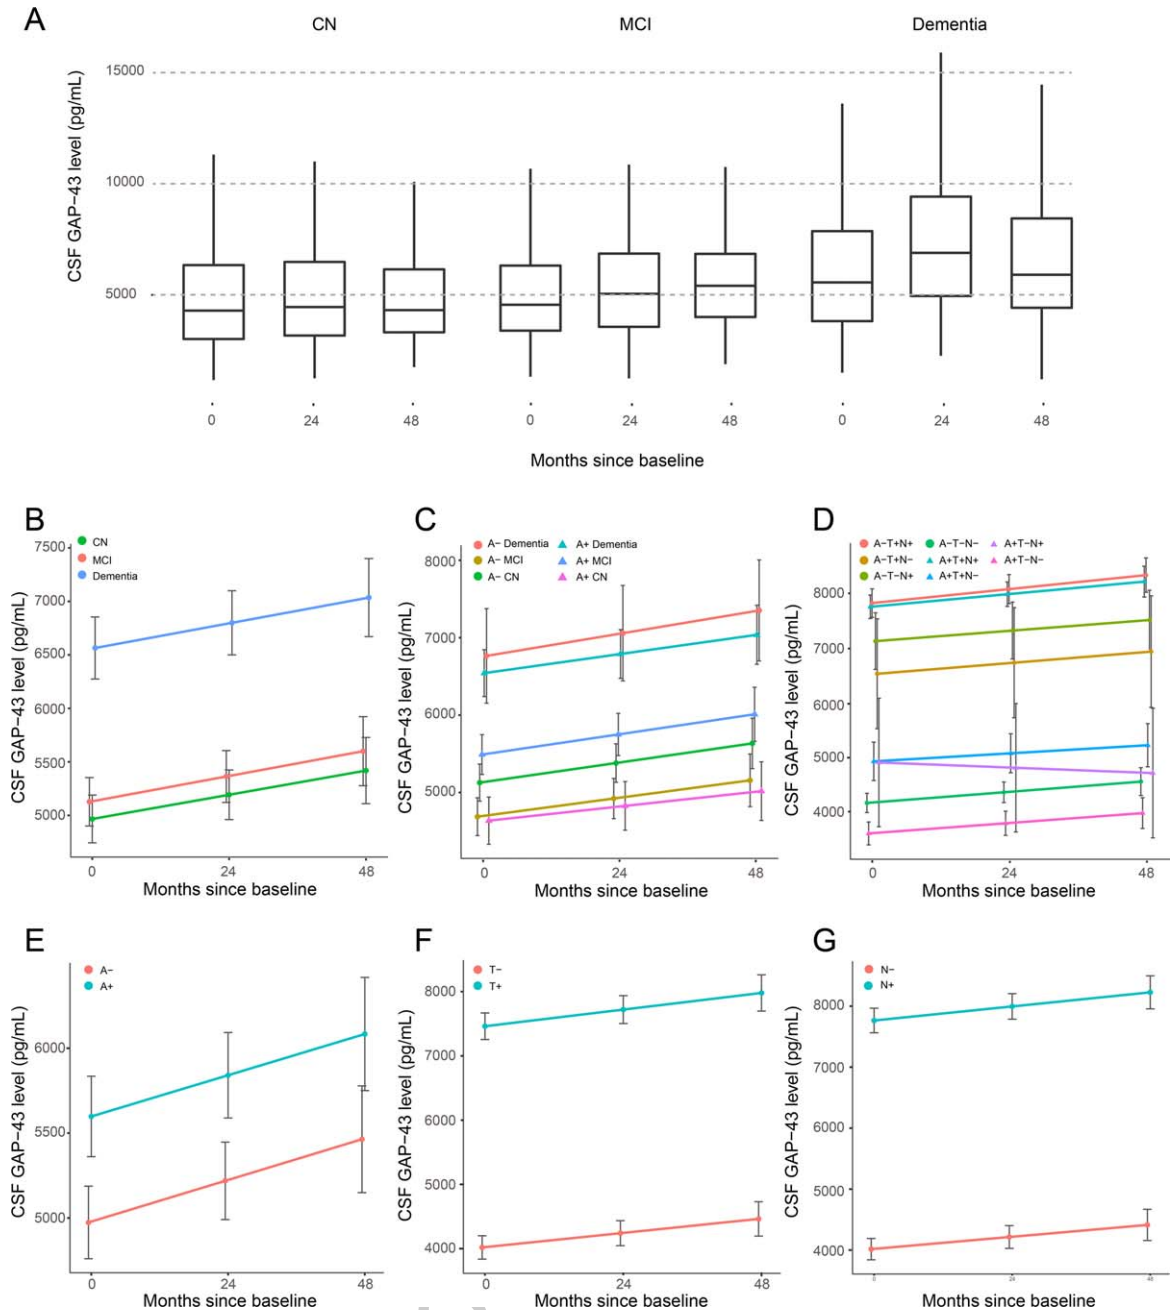 A
CN MCI Dementia
CSF GAP−43 level (pg/mL)
15000
10000
5000
0 24 48 0 24 48 0 24 48
Months since baseline
B
CN
MCI
Dementia
CSF GAP−43 level (pg/mL)
7500
7000
6500
6000
5500
5000
0 24 48
Months since baseline
C
A− Dementia A+ Dementia
A− MCI A+ MCI
A− CN A+ CN
CSF GAP−43 level (pg/mL)
8000
7000
6000
5000
0 24 48
Months since baseline
D
A−T+N+ A−T−N− A+T−N+
A−T+N− A+T+N+ A+T−N−
A−T−N+ A+T+N−
CSF GAP−43 level (pg/mL)
8000
7000
6000
5000
4000
0 24 48
Months since baseline
E
A−
A+
CSF GAP−43 level (pg/mL)
6000
5500
5000
0 24 48
Months since baseline
F
T−
T+
CSF GAP−43 level (pg/mL)
8000
7000
6000
5000
4000
0 24 48
Months since baseline
G
N−
N+
CSF GAP−43 level (pg/mL)
8000
7000
6000
5000
4000
0 24 48
Months since baseline